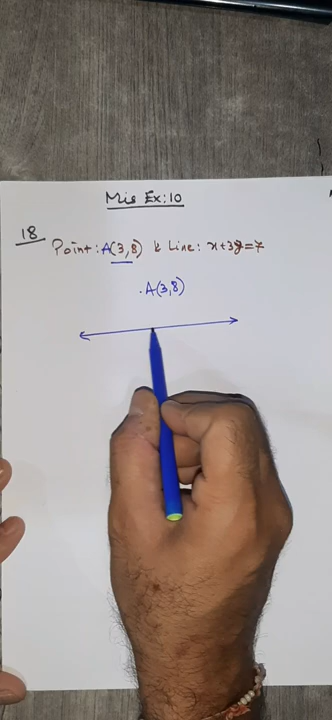 Mis Ex:10
18
Point: A(3,8) & Line: x+3y=7
.A(3,8)